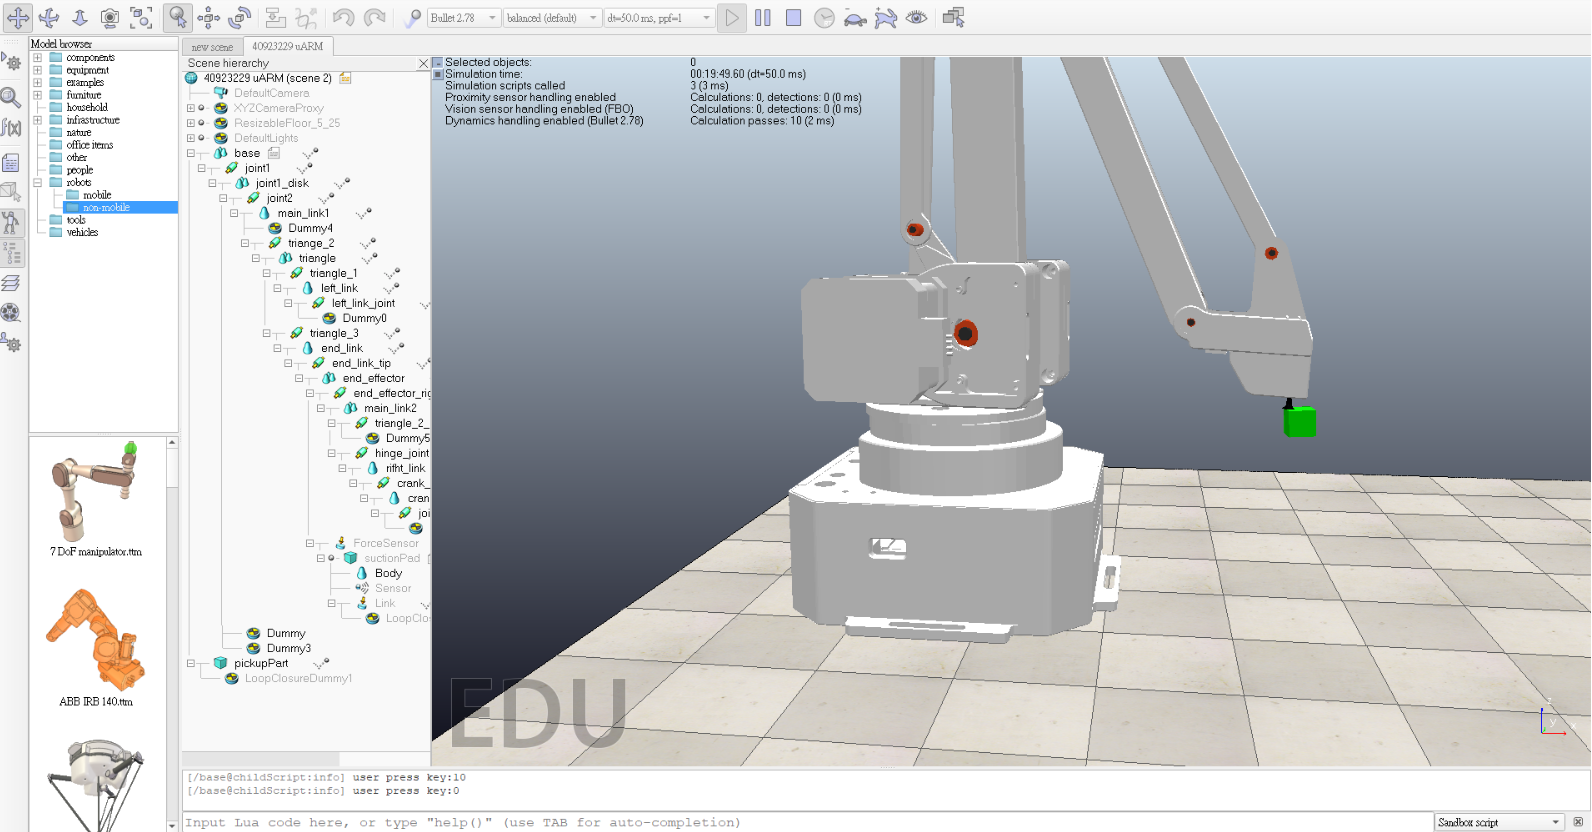 Bullet 2.78
balanced (default)
dt=50.0 ms, ppf=1
Model browser
components
equipment
examples
furniture
household
infrastructure
nature
office items
other
people
robots
mobile
non-mobile
tools
vehicles
7 DoF manipulator.ttm
ABB IRB 140.ttm
new scene
40923229 uARM
Scene hierarchy
40923229 uARM (scene 2)
DefaultCamera
XYZCameraProxy
ResizableFloor_5_25
DefaultLights
base
joint1
joint1_disk
joint2
main_link1
Dummy4
triange_2
triangle
triangle_1
left_link
left_link_joint
Dummy0
triangle_3
end_link
end_link_tip
end_effector
end_effector_rig
main_link2
triangle_2_
Dummy5
hinge_joint
rifht_link
crank_
cran
joi
ForceSensor
suctionPad
Body
Sensor
Link
LoopClo
Dummy
Dummy3
pickupPart
LoopClosureDummy1
Selected objects: 0
Simulation time: 00:19:49.60 (dt=50.0 ms)
Simulation scripts called 3 (3 ms)
Proximity sensor handling enabled Calculations: 0, detections: 0 (0 ms)
Vision sensor handling enabled (FBO) Calculations: 0, detections: 0 (0 ms)
Dynamics handling enabled (Bullet 2.78) Calculation passes: 10 (2 ms)
EDU
[/base@childScript:info] user press key:10
[/base@childScript:info] user press key:0
Input Lua code here, or type "help()" (use TAB for auto-completion)
Sandbox script